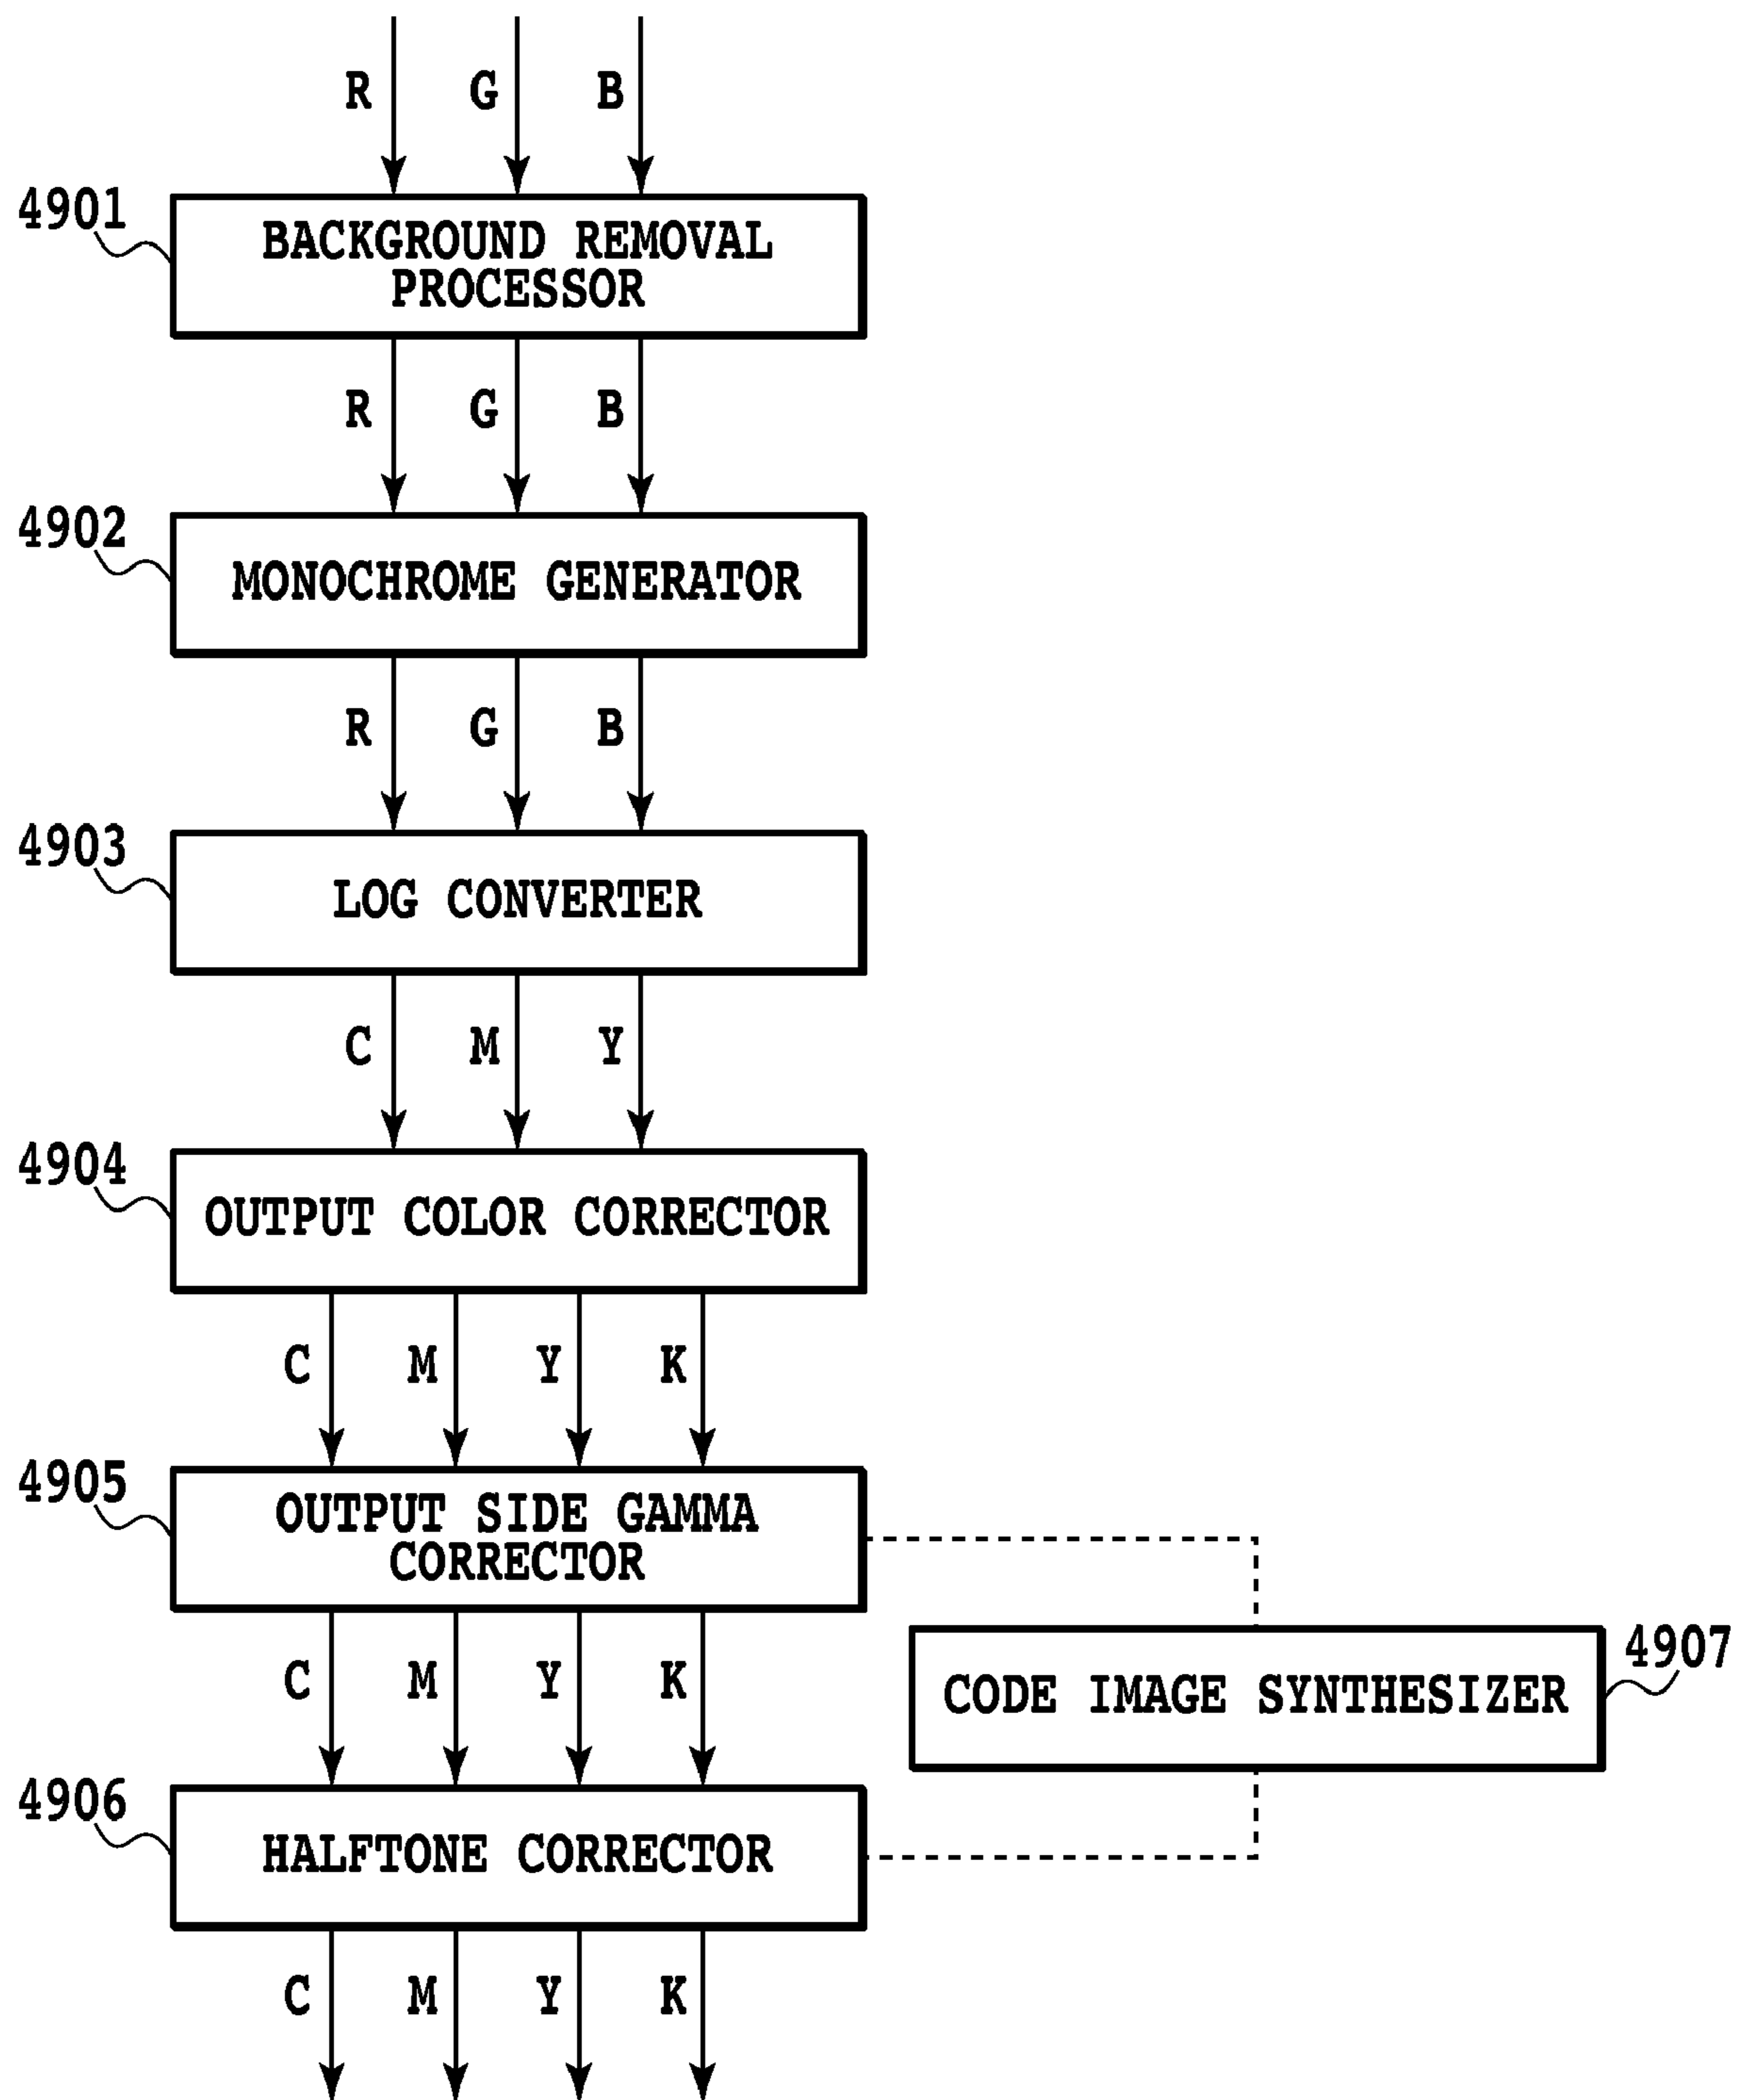 R G B
4901
BACKGROUND REMOVAL
PROCESSOR
R G B
4902
MONOCHROME GENERATOR
R G B
4903
LOG CONVERTER
C M Y
4904
OUTPUT COLOR CORRECTOR
C M Y K
4905
OUTPUT SIDE GAMMA
CORRECTOR
C M Y K
4907
CODE IMAGE SYNTHESIZER
4906
HALFTONE CORRECTOR
C M Y K